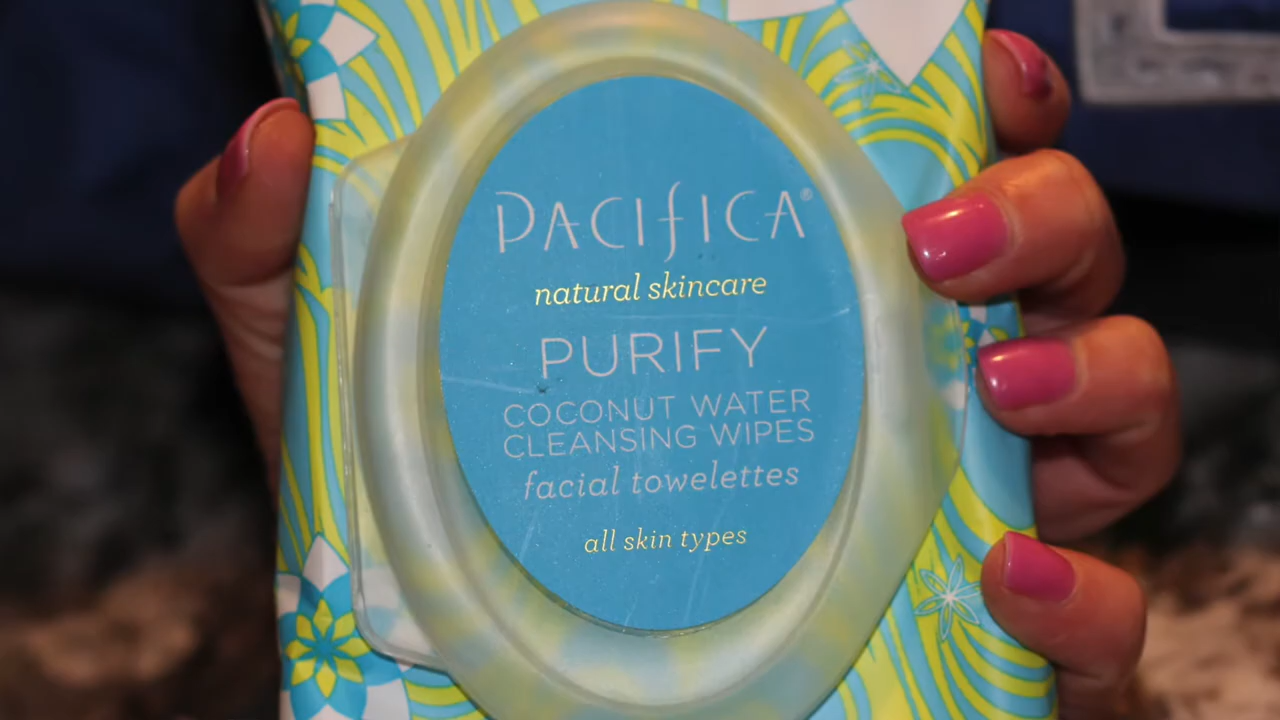 PACIFICA®
natural skincare
PURIFY
COCONUT WATER
CLEANSING WIPES
facial towelettes
all skin types